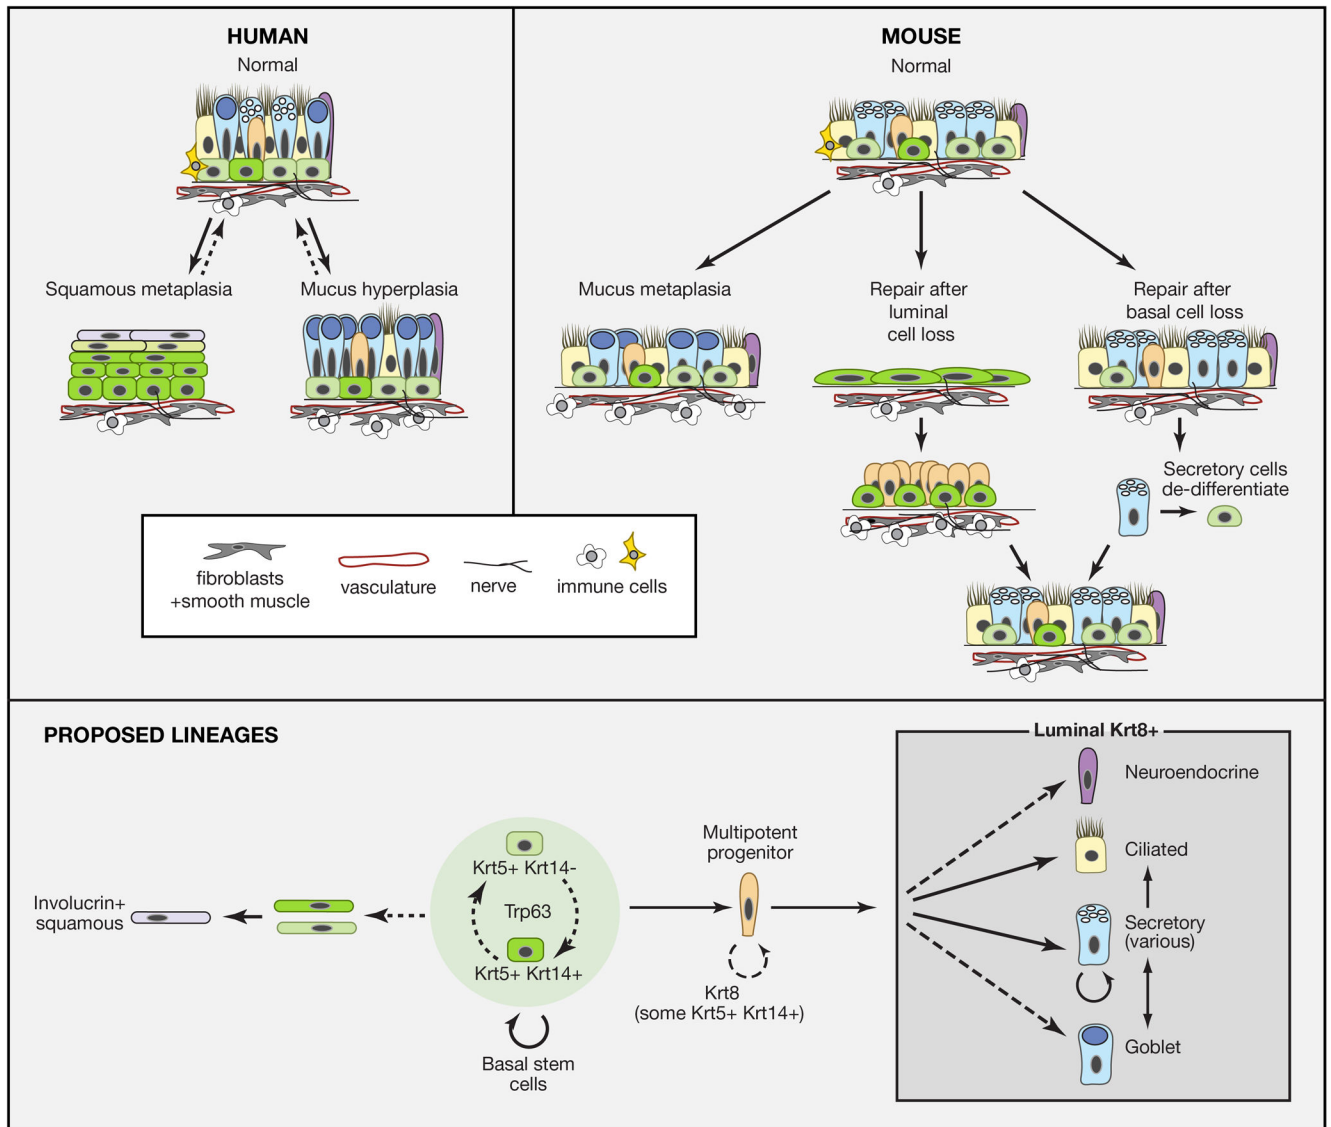 HUMAN
Normal
Squamous metaplasia
Mucus hyperplasia
MOUSE
Normal
Mucus metaplasia
Repair after
luminal
cell loss
Repair after
basal cell loss
Secretory cells
de-differentiate
fibroblasts
+smooth muscle
vasculature
nerve
immune cells
PROPOSED LINEAGES
Involucrin+
squamous
Krt5+ Krt14-
Trp63
Krt5+ Krt14+
Basal stem
cells
Multipotent
progenitor
Krt8
(some Krt5+ Krt14+)
Luminal Krt8+
Neuroendocrine
Ciliated
Secretory
(various)
Goblet